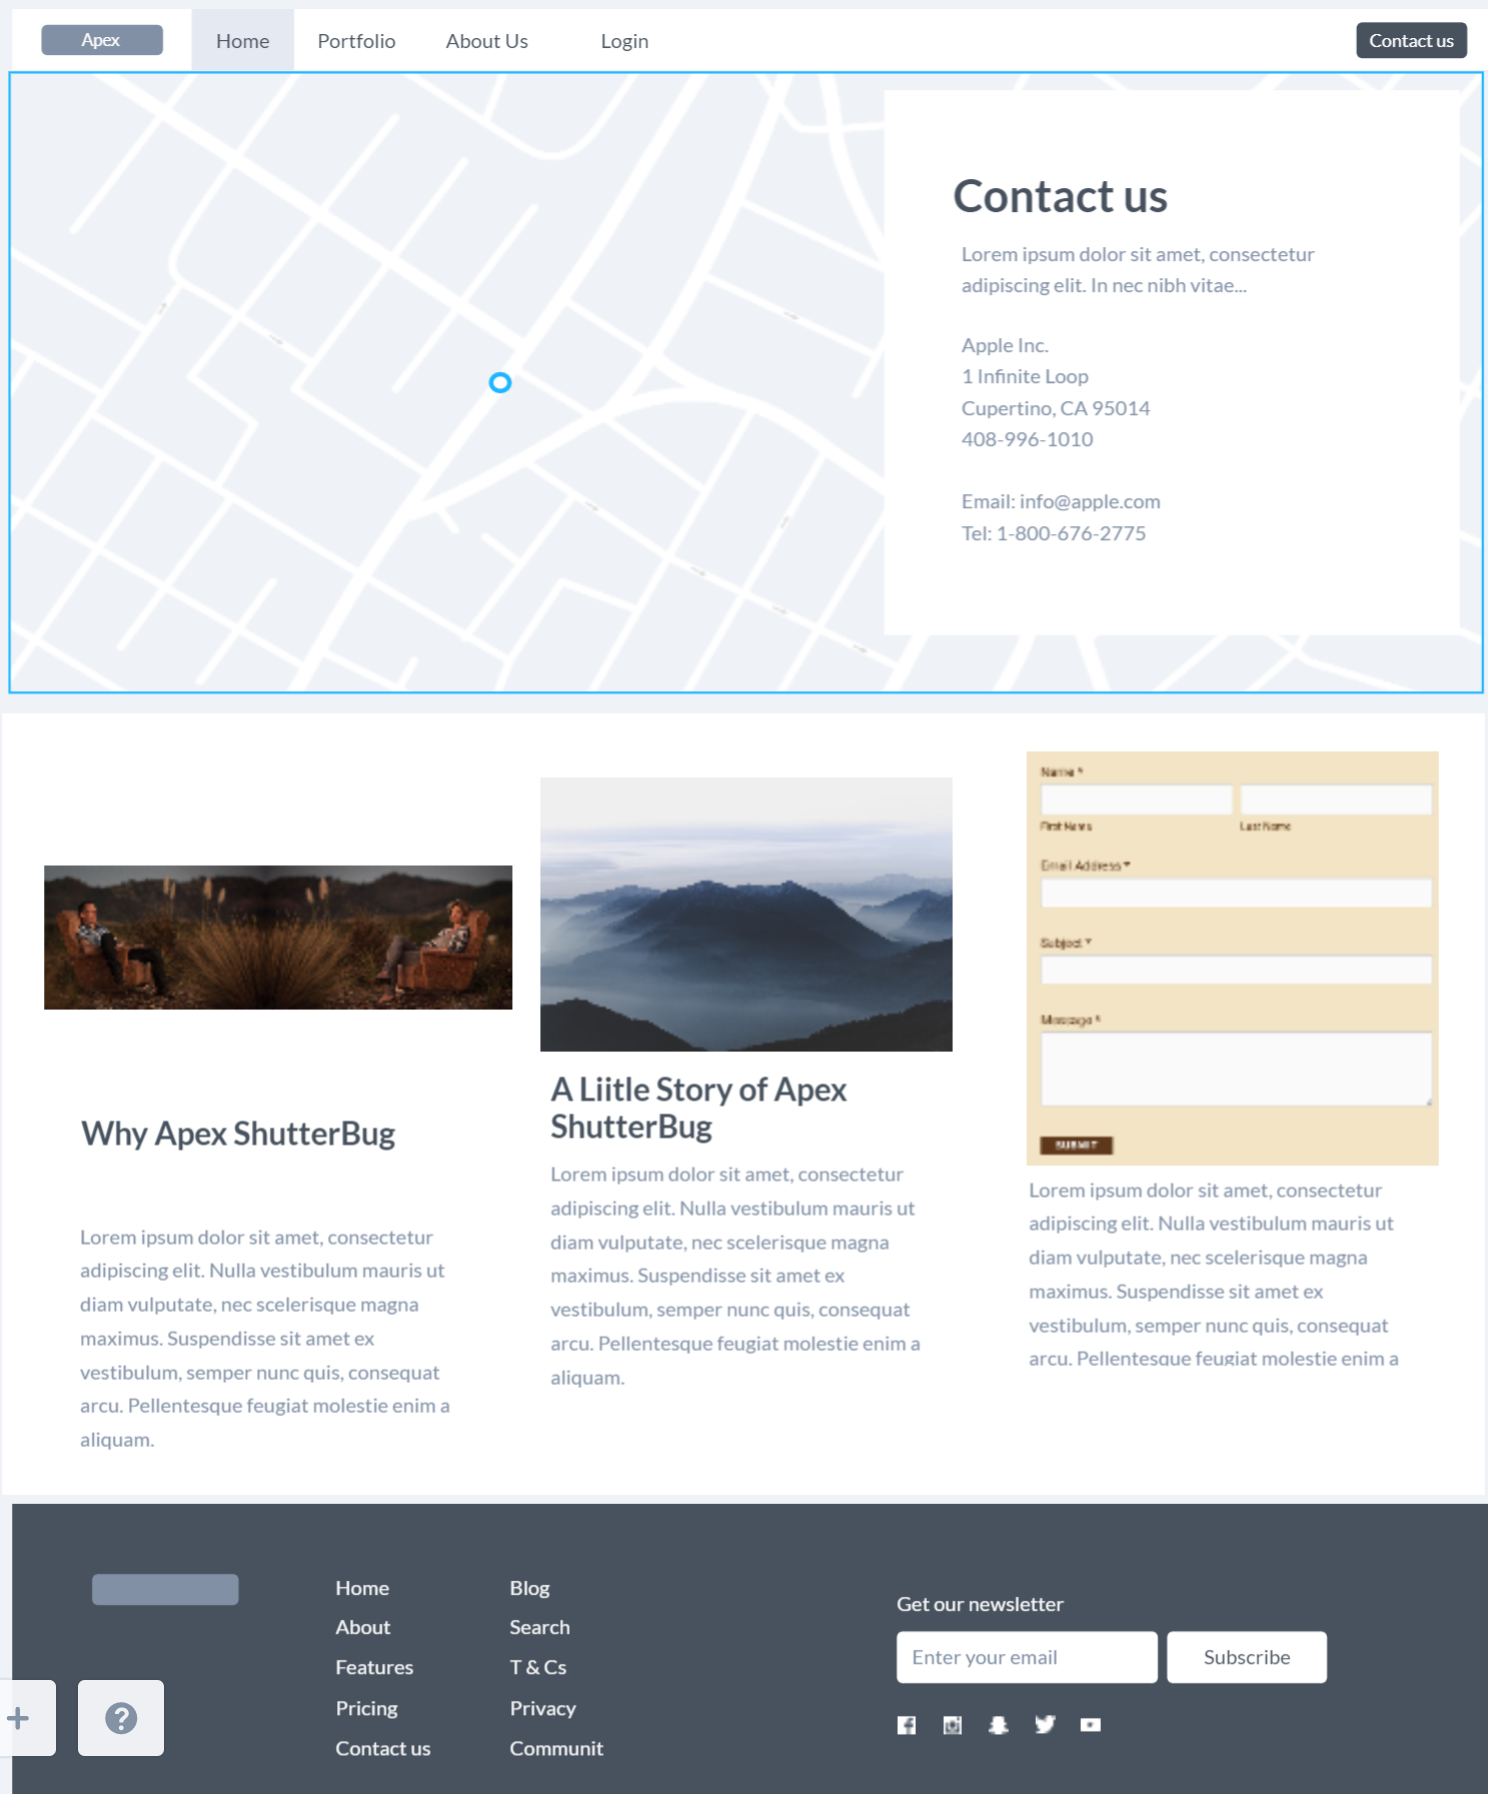 Apex
Home
Portfolio
About Us
Login
Contact us
Contact us
Lorem ipsum dolor sit amet, consectetur
adipiscing elit. In nec nibh vitae...
Apple Inc.
1 Infinite Loop
Cupertino, CA 95014
408-996-1010
Email: info@apple.com
Tel: 1-800-676-2775
Why Apex ShutterBug
Lorem ipsum dolor sit amet, consectetur
adipiscing elit. Nulla vestibulum mauris ut
diam vulputate, nec scelerisque magna
maximus. Suspendisse sit amet ex
vestibulum, semper nunc quis, consequat
arcu. Pellentesque feugiat molestie enim a
aliquam.
A Liitle Story of Apex
ShutterBug
Lorem ipsum dolor sit amet, consectetur
adipiscing elit. Nulla vestibulum mauris ut
diam vulputate, nec scelerisque magna
maximus. Suspendisse sit amet ex
vestibulum, semper nunc quis, consequat
arcu. Pellentesque feugiat molestie enim a
aliquam.
Name *
First Name
Last Name
Email Address *
Subject *
Message *
SUBMIT
Lorem ipsum dolor sit amet, consectetur
adipiscing elit. Nulla vestibulum mauris ut
diam vulputate, nec scelerisque magna
maximus. Suspendisse sit amet ex
vestibulum, semper nunc quis, consequat
arcu. Pellentesque feugiat molestie enim a
Home
About
Features
Pricing
Contact us
Blog
Search
T & Cs
Privacy
Communit
Get our newsletter
Enter your email
Subscribe